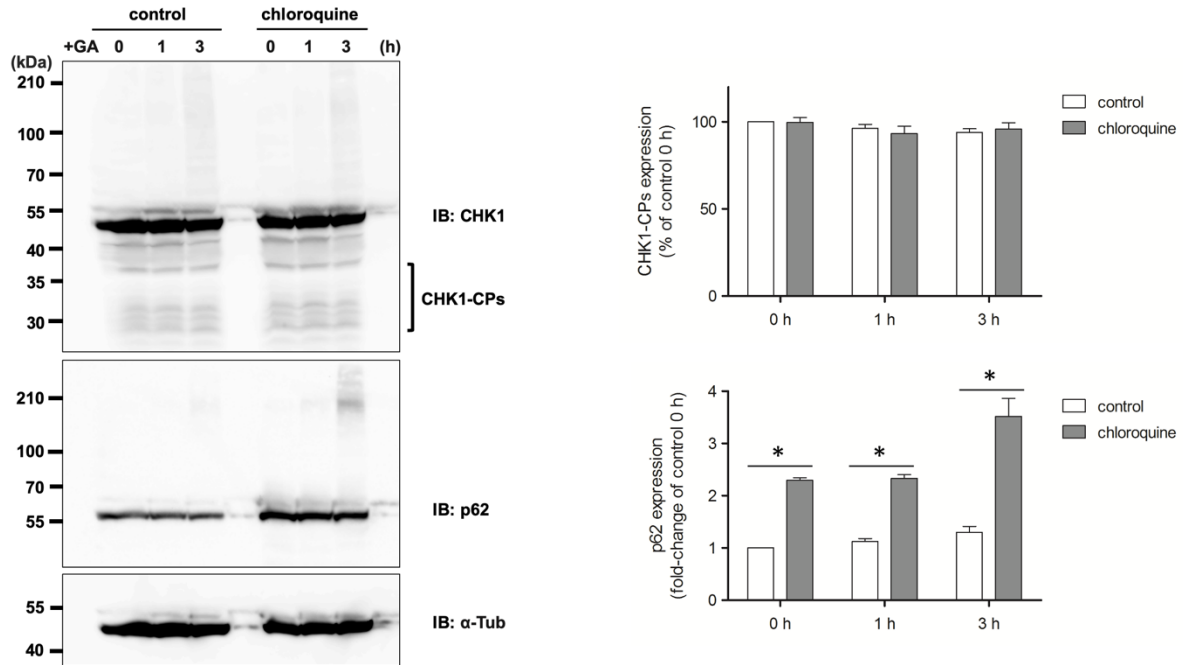 control chloroquine
+GA 0 1 3 0 1 3 (h)
(kDa)
210
100
70
55
40
35
30
IB: CHK1
CHK1-CPs
210
100
70
55
IB: p62
55
40
IB: α-Tub
CHK1-CPs expression
(% of control 0 h)
100
50
0
0 h 1 h 3 h
control
chloroquine
p62 expression
(fold-change of control 0 h)
4
3
2
1
0
* * *
0 h 1 h 3 h
control
chloroquine